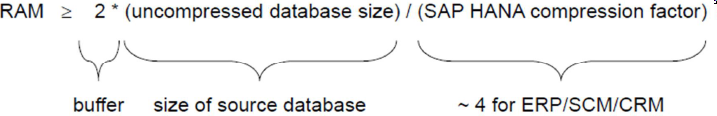 RAM ≥ 2 * (uncompressed database size) / (SAP HANA compression factor)
buffer size of source database ~ 4 for ERP/SCM/CRM